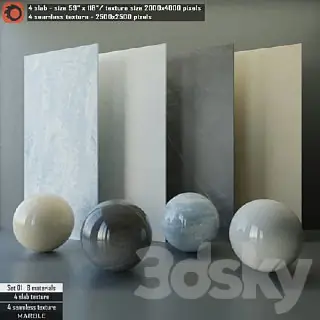 4 slab - size 59" x 118"/ texture size 2000x4000 pixels
4 seamless texture - 2500x2500 pixels
3dsky
Set 01 8 materials
4 slab texture
4 seamless texture
MARBLE